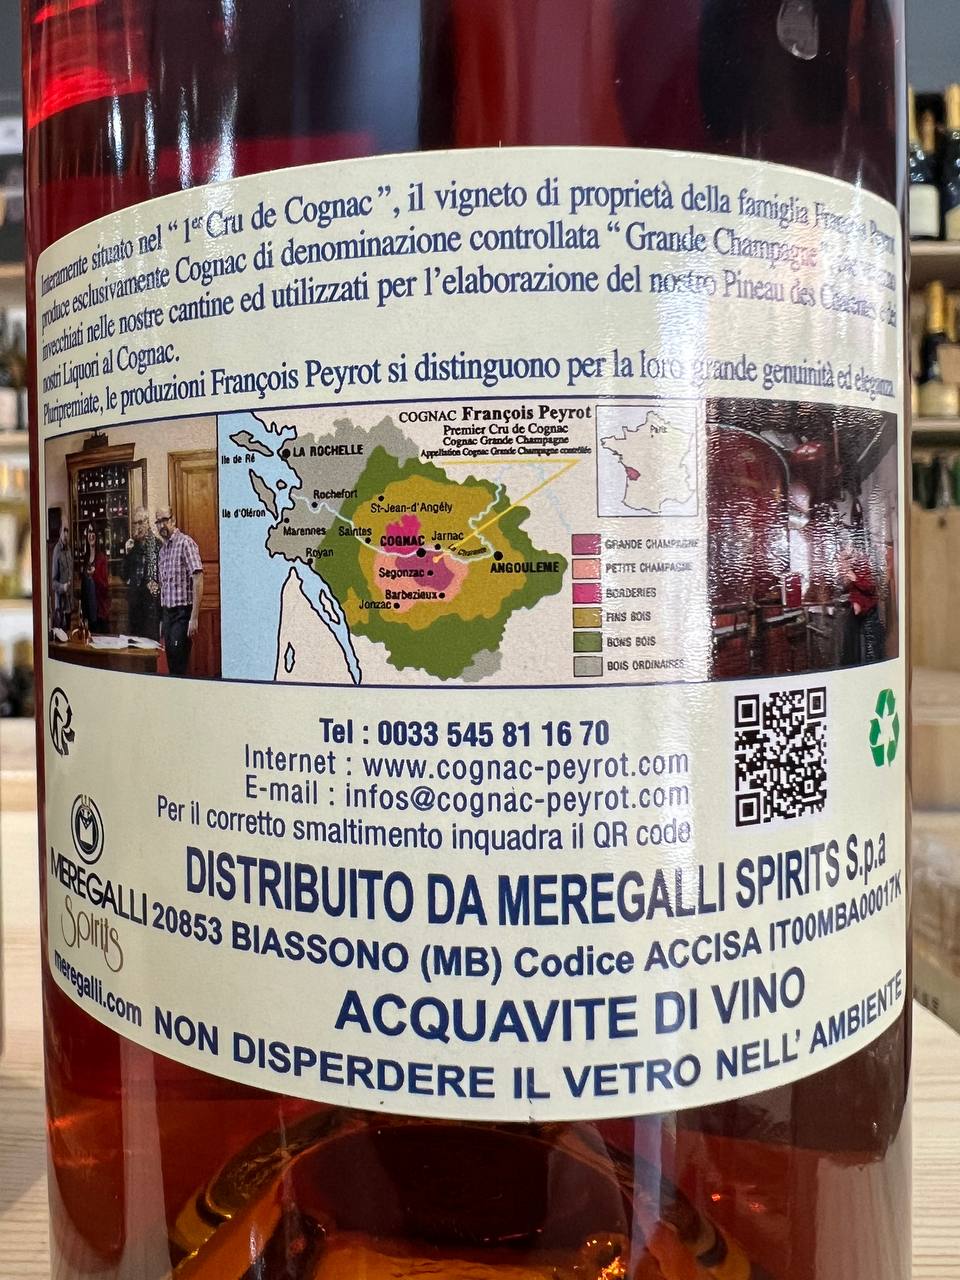 Interamente situato nel “ 1er Cru de Cognac ”, il vigneto di proprietà della famiglia François Peyrot
produce esclusivamente Cognac di denominazione controllata “ Grande Champagne ”
invecchiati nelle nostre cantine ed utilizzati per l’elaborazione del nostro Pineau des Charentes e dei
nostri Liquori al Cognac.
Pluripremiate, le produzioni François Peyrot si distinguono per la loro grande genuinità ed eleganza.
COGNAC François Peyrot
Premier Cru de Cognac
Cognac Grande Champagne
Appellation Cognac Grande Champagne contrôlée
Paris
Ile de Ré
LA ROCHELLE
Rochefort
St-Jean-d’Angély
Ile d’Oléron
Marennes
Saintes
COGNAC
Jarnac
La Charente
Royan
Segonzac
ANGOULEME
Barbezieux
Jonzac
GRANDE CHAMPAGNE
PETITE CHAMPAGNE
BORDERIES
FINS BOIS
BONS BOIS
BOIS ORDINAIRES
Tel : 0033 545 81 16 70
Internet : www.cognac-peyrot.com
E-mail : infos@cognac-peyrot.com
Per il corretto smaltimento inquadra il QR code
DISTRIBUITO DA MEREGALLI SPIRITS S.p.a
20853 BIASSONO (MB) Codice ACCISA IT00MBA00017K
MEREGALLI
Spirits
meregalli.com
ACQUAVITE DI VINO
NON DISPERDERE IL VETRO NELL’ AMBIENTE